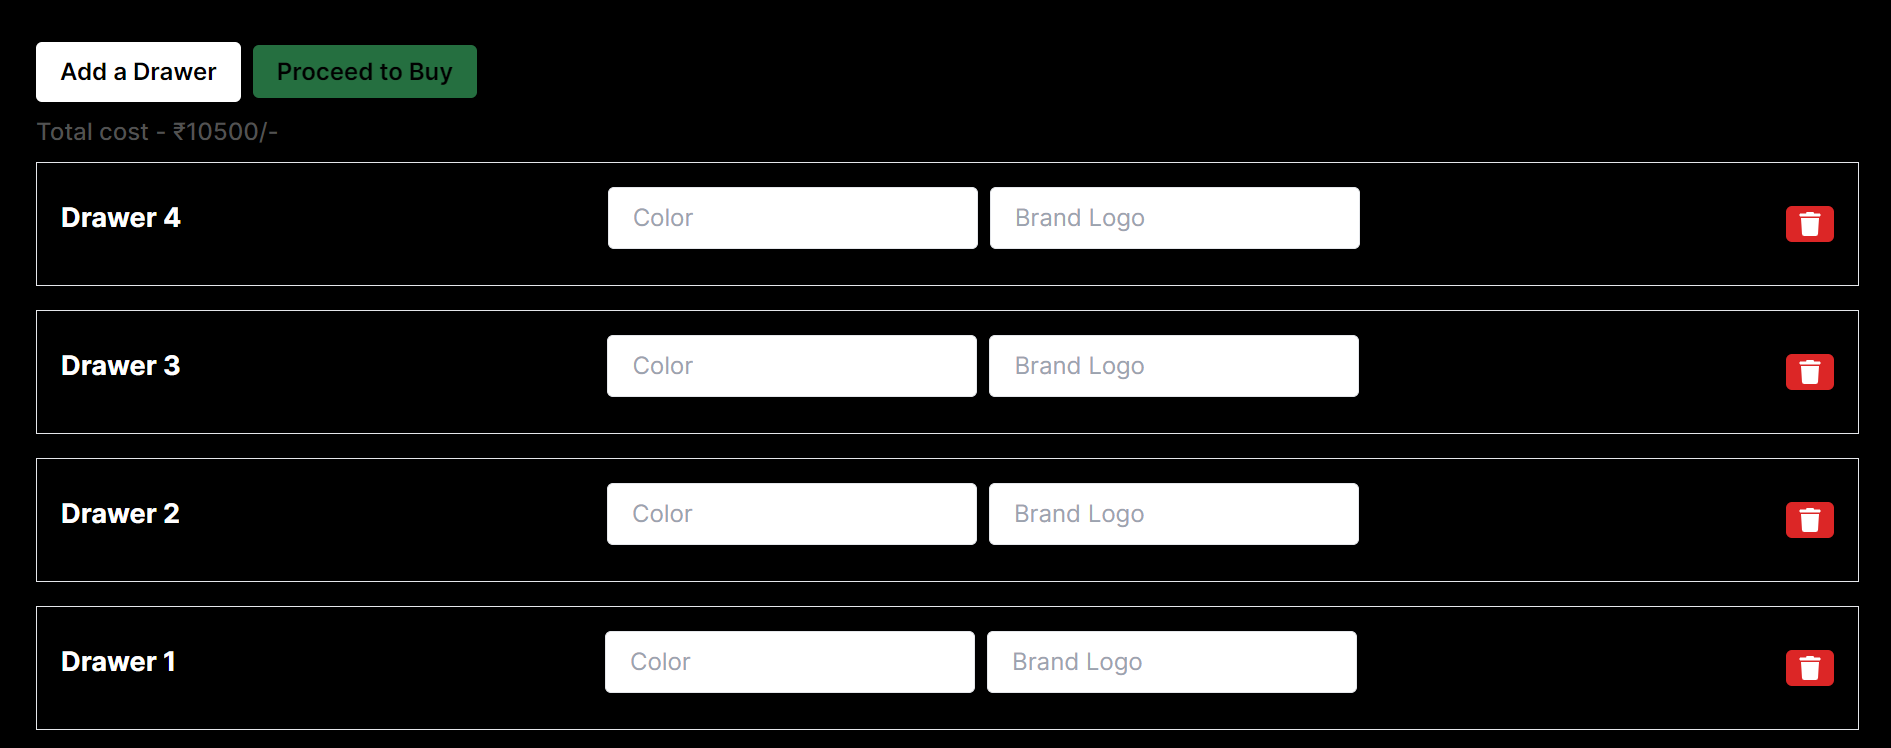 Add a Drawer Proceed to Buy
Total cost - ₹10500/-
Drawer 4 Color Brand Logo
Drawer 3 Color Brand Logo
Drawer 2 Color Brand Logo
Drawer 1 Color Brand Logo